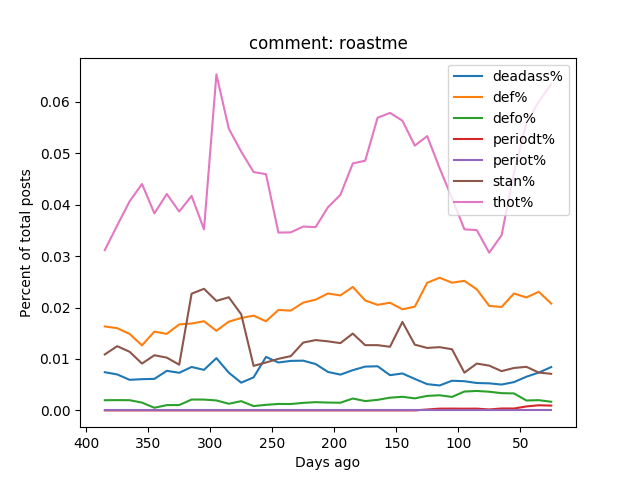 comment: roastme
Percent of total posts
0.06
0.05
0.04
0.03
0.02
0.01
0.00
deadass%
def%
defo%
periodt%
periot%
stan%
thot%
400 350 300 250 200 150 100 50
Days ago